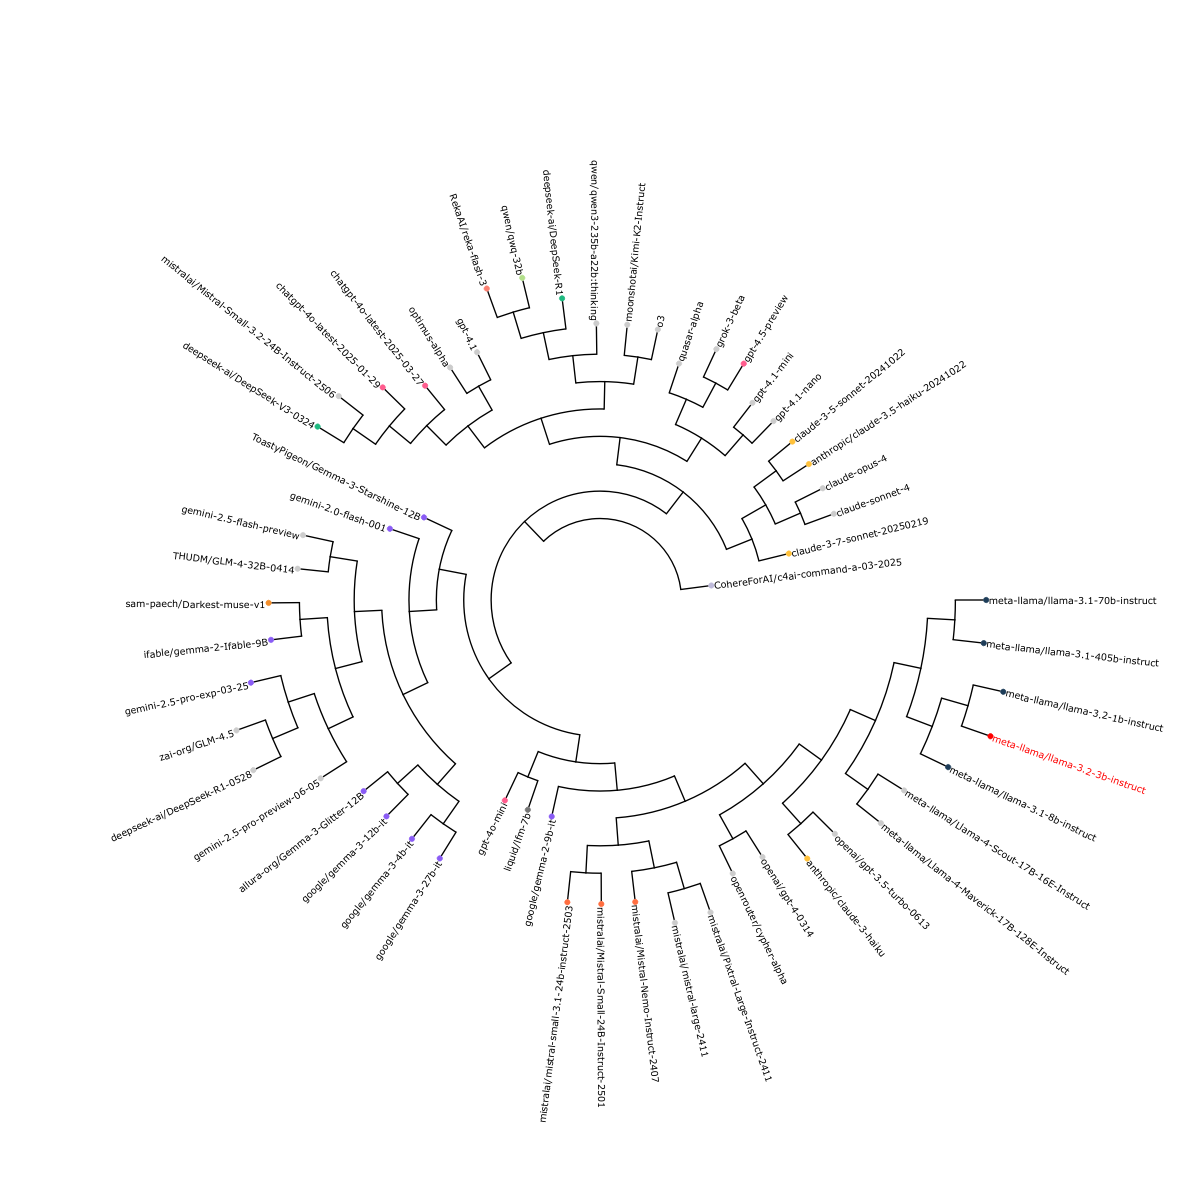 RekaAI/reka-flash-3
qwen/qwq-32b
deepseek-ai/DeepSeek-R1
qwen/qwen3-235b-a22b:thinking
moonshotai/Kimi-K2-Instruct
o3
quasar-alpha
grok-3-beta
gpt-4.5-preview
gpt-4.1-mini
gpt-4.1-nano
claude-3-5-sonnet-20241022
anthropic/claude-3.5-haiku-20241022
claude-opus-4
claude-sonnet-4
claude-3-7-sonnet-20250219
CohereForAI/c4ai-command-a-03-2025
meta-llama/llama-3.1-70b-instruct
meta-llama/llama-3.1-405b-instruct
meta-llama/llama-3.2-1b-instruct
meta-llama/llama-3.2-3b-instruct
meta-llama/llama-3.1-8b-instruct
meta-llama/Llama-4-Scout-17B-16E-Instruct
meta-llama/Llama-4-Maverick-17B-128E-Instruct
openai/gpt-3.5-turbo-0613
anthropic/claude-3-haiku
openai/gpt-4-0314
openrouter/cypher-alpha
mistralai/Pixtral-Large-Instruct-2411
mistralai/mistral-large-2411
mistralai/Mistral-Nemo-Instruct-2407
mistralai/Mistral-Small-24B-Instruct-2501
mistralai/mistral-small-3.1-24b-instruct-2503
google/gemma-2-9b-it
liquid/lfm-7b
gpt-4o-mini
google/gemma-3-27b-it
google/gemma-3-4b-it
google/gemma-3-12b-it
allura-org/Gemma-3-Glitter-12B
gemini-2.5-pro-preview-06-05
deepseek-ai/DeepSeek-R1-0528
zai-org/GLM-4.5
gemini-2.5-pro-exp-03-25
ifable/gemma-2-Ifable-9B
sam-paech/Darkest-muse-v1
THUDM/GLM-4-32B-0414
gemini-2.5-flash-preview
gemini-2.0-flash-001
ToastyPigeon/Gemma-3-Starshine-12B
deepseek-ai/DeepSeek-V3-0324
mistralai/Mistral-Small-3.2-24B-Instruct-2506
chatgpt-4o-latest-2025-01-29
chatgpt-4o-latest-2025-03-27
optimus-alpha
gpt-4.1